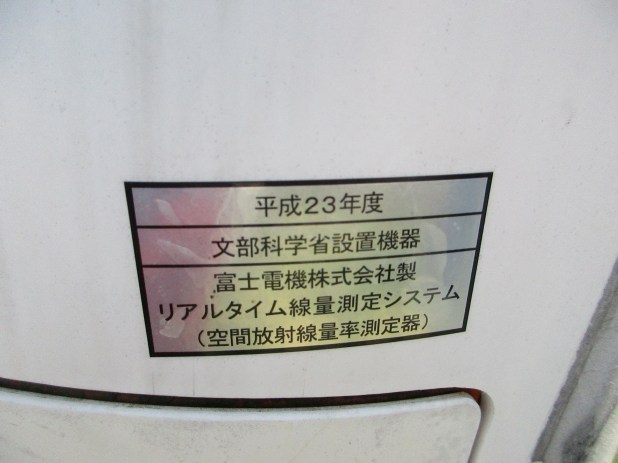 平成23年度
文部科学省設置機器
富士電機株式会社製
リアルタイム線量測定システム
(空間放射線量率測定器)